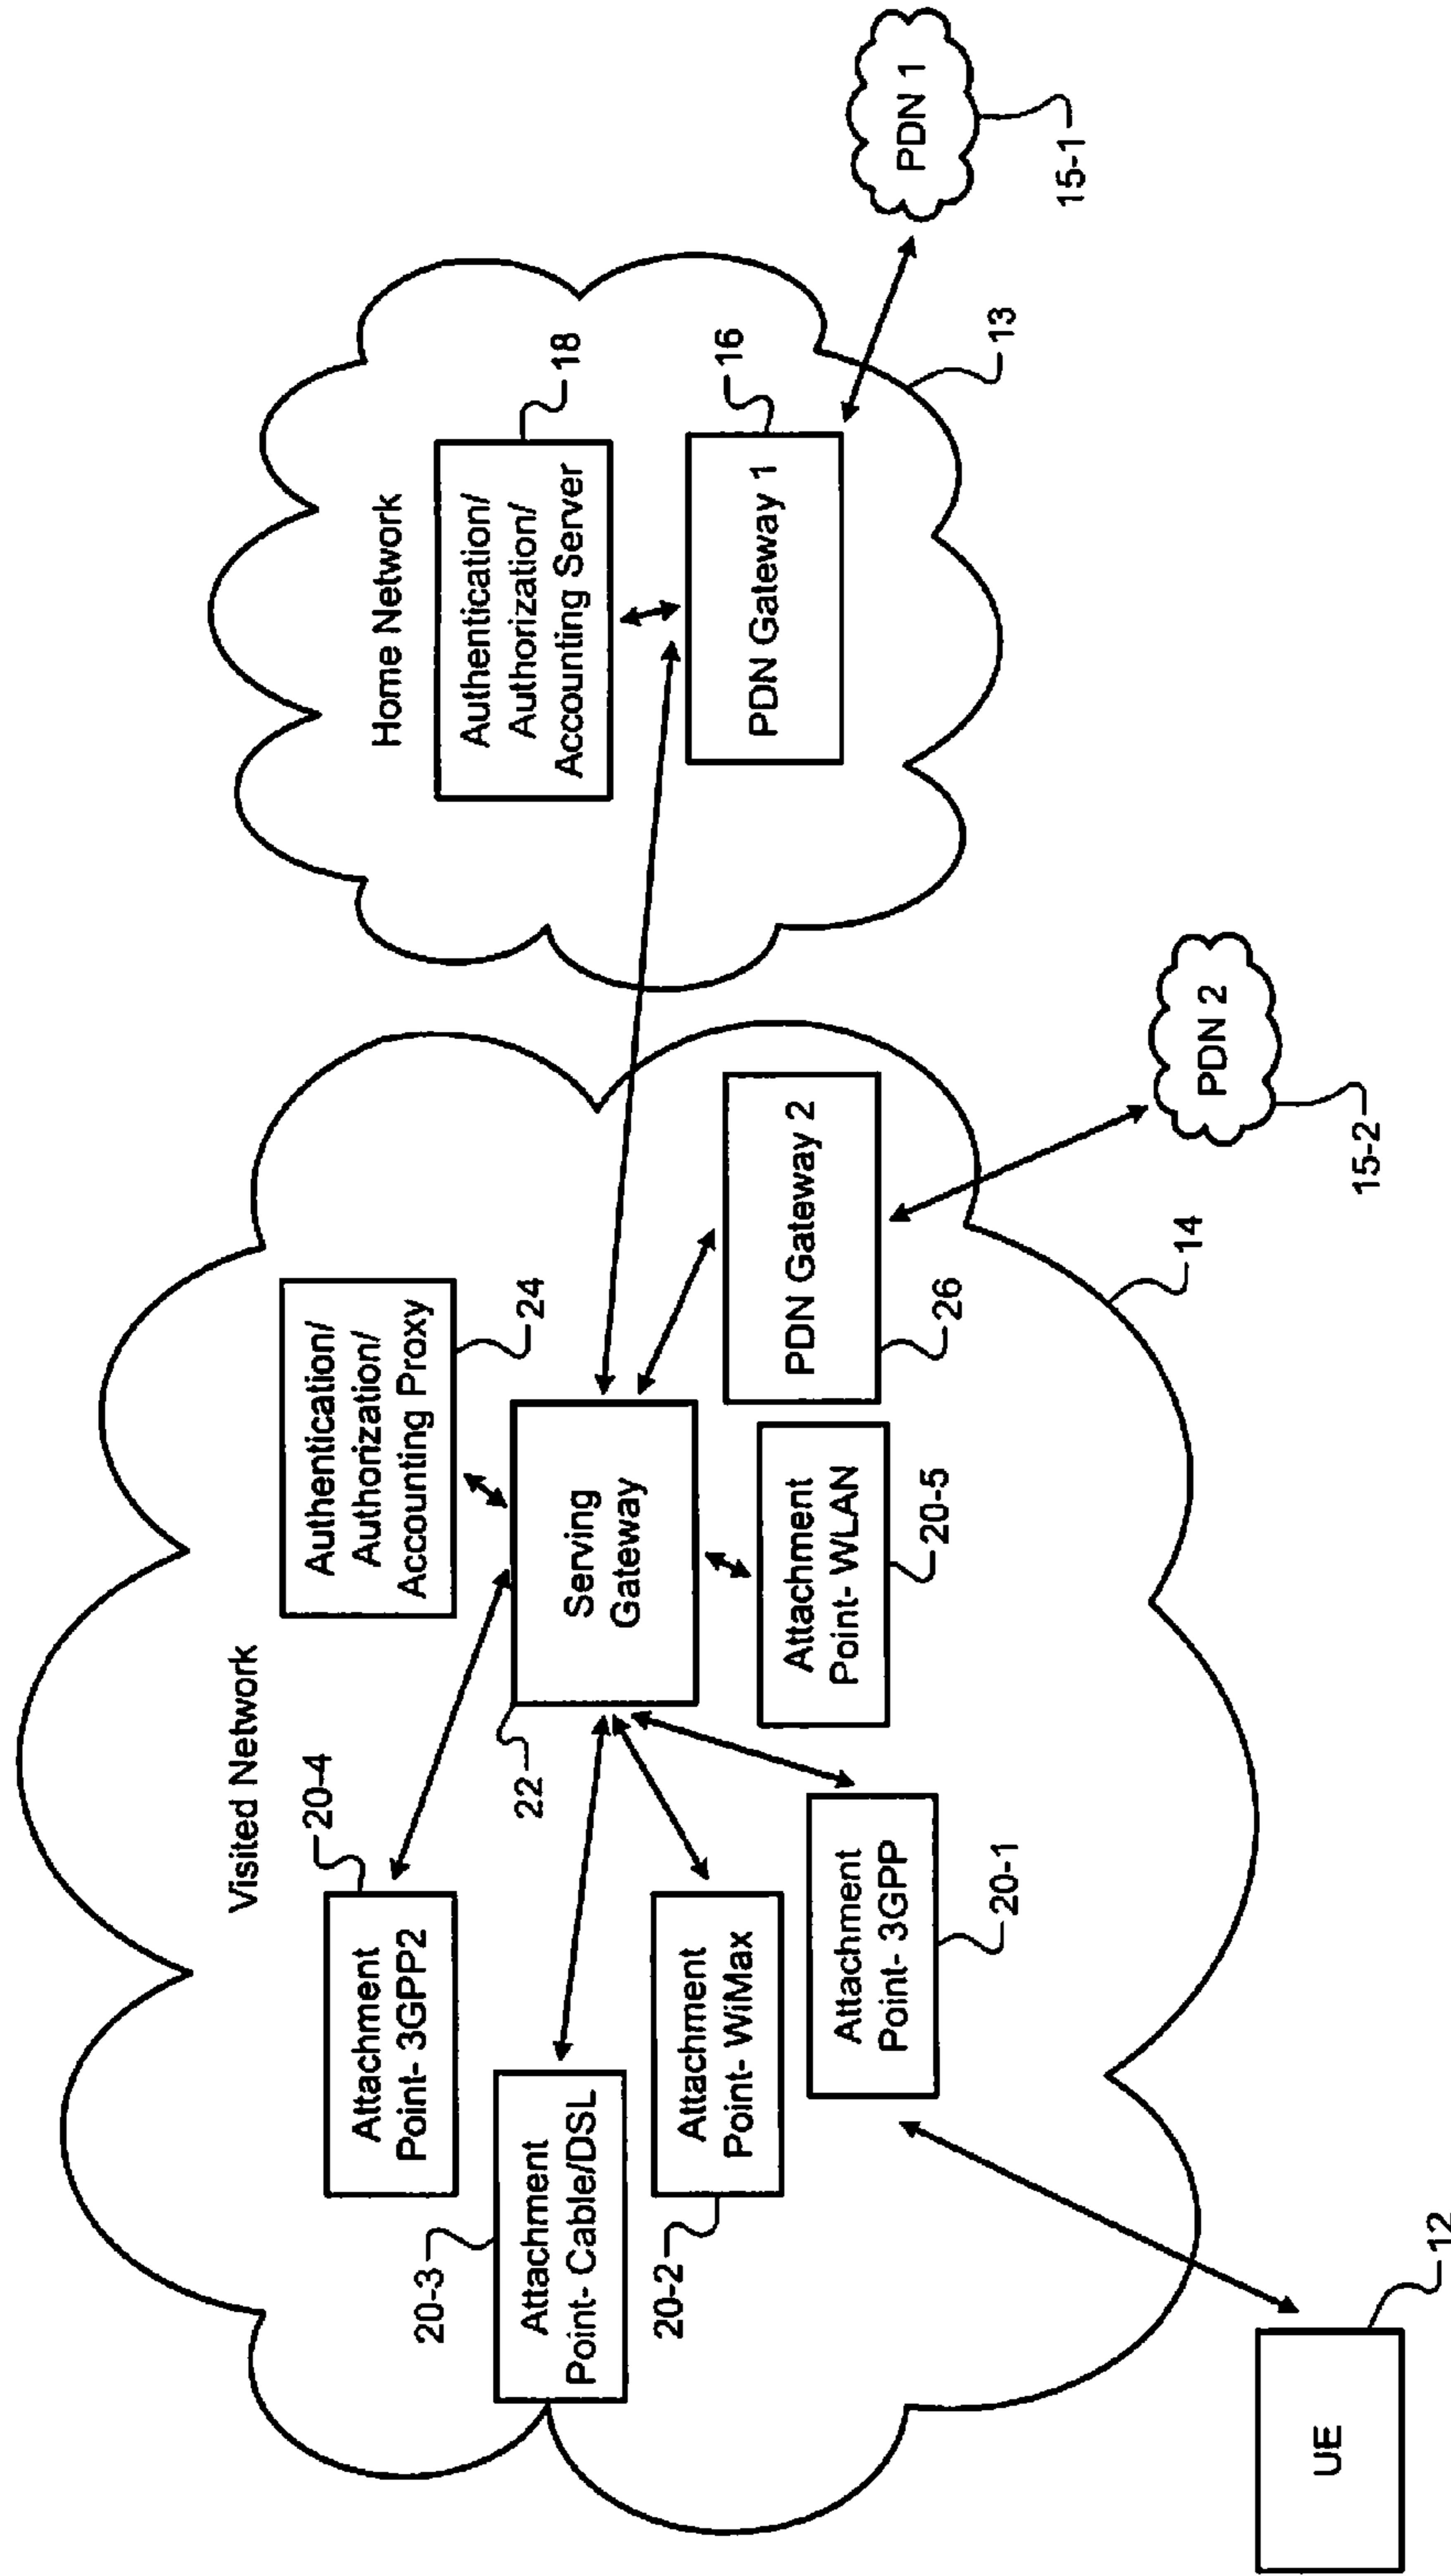 Visited Network
Home Network
Authentication/
Authorization/
Accounting Proxy
24
Authentication/
Authorization/
Accounting Server
18
Attachment
Point- 3GPP2
20-4
Serving
Gateway
22
PDN Gateway 1
16
Attachment
Point- Cable/DSL
20-3
Attachment
Point- WiMax
20-2
Attachment
Point- 3GPP
20-1
Attachment
Point- WLAN
20-5
PDN Gateway 2
26
PDN 1
15-1
13
PDN 2
15-2
14
UE
12